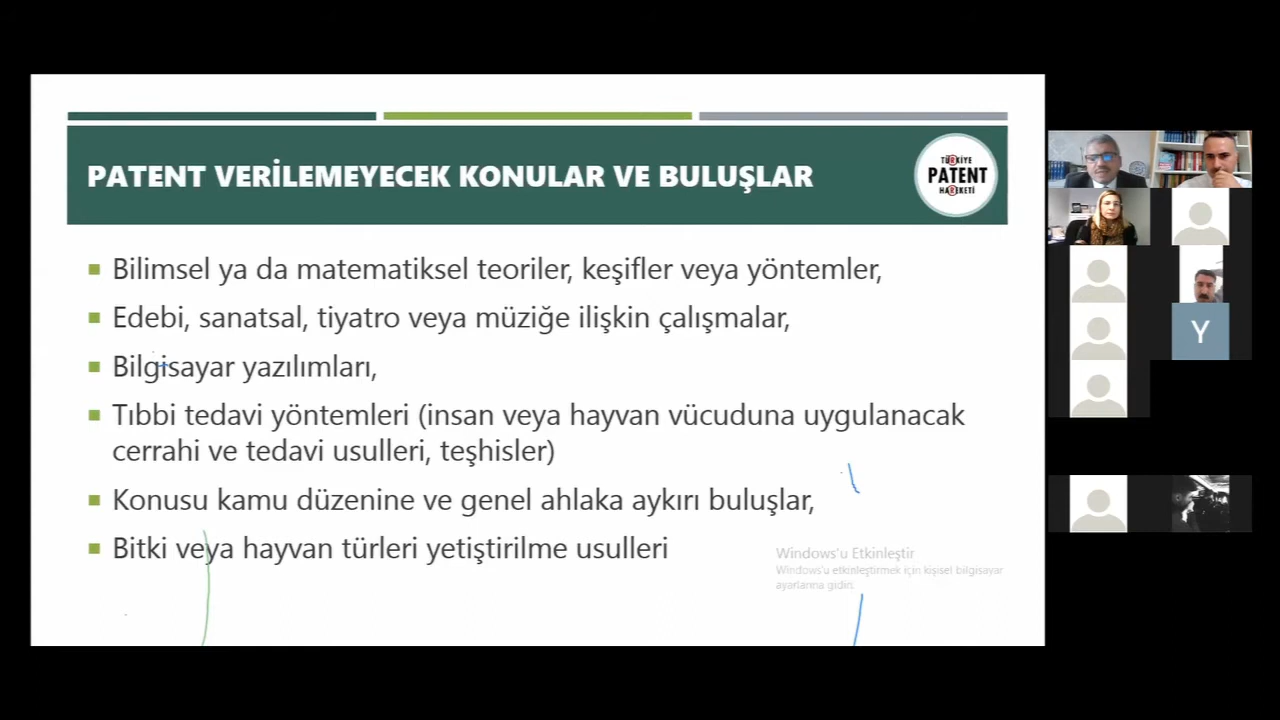 PATENT VERİLEMEYECEK KONULAR VE BULUŞLAR
TÜRKİYE
PATENT
HAREKETİ
Bilimsel ya da matematiksel teoriler, keşifler veya yöntemler,
Edebi, sanatsal, tiyatro veya müziğe ilişkin çalışmalar,
Bilgisayar yazılımları,
Tıbbi tedavi yöntemleri (insan veya hayvan vücuduna uygulanacak
cerrahi ve tedavi usulleri, teşhisler)
Konusu kamu düzenine ve genel ahlaka aykırı buluşlar,
Bitki veya hayvan türleri yetiştirilme usulleri
Windows'u Etkinleştir
Windows'u etkinleştirmek için kişisel bilgisayar
ayarlarına gidin.
Y